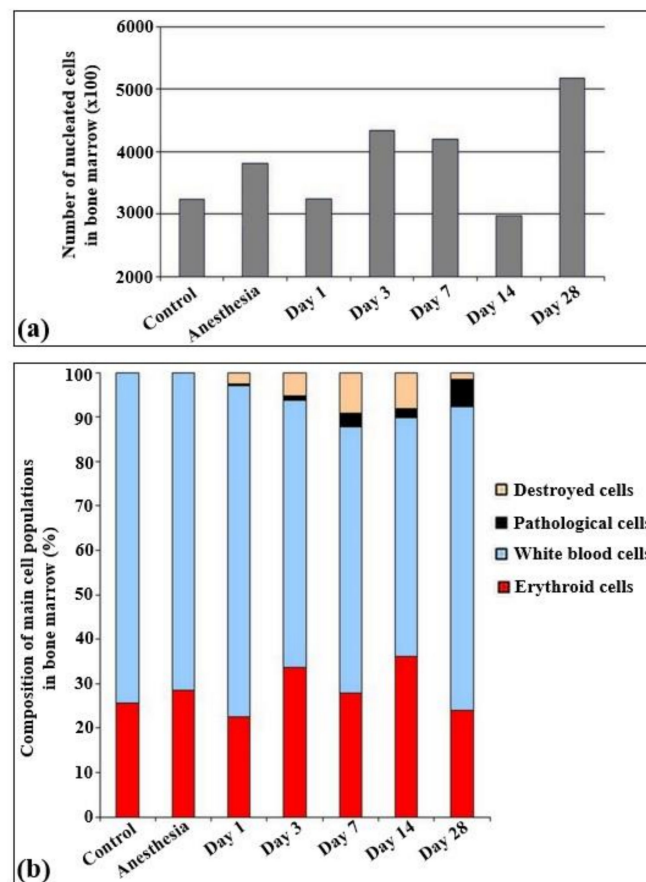 Number of nucleated cells
in bone marrow (x100)
6000
5000
4000
3000
2000
Control
Anesthesia
Day 1
Day 3
Day 7
Day 14
Day 28
(a)
Composition of main cell populations
in bone marrow (%)
100
90
80
70
60
50
40
30
20
10
0
Destroyed cells
Pathological cells
White blood cells
Erythroid cells
Control
Anesthesia
Day 1
Day 3
Day 7
Day 14
Day 28
(b)